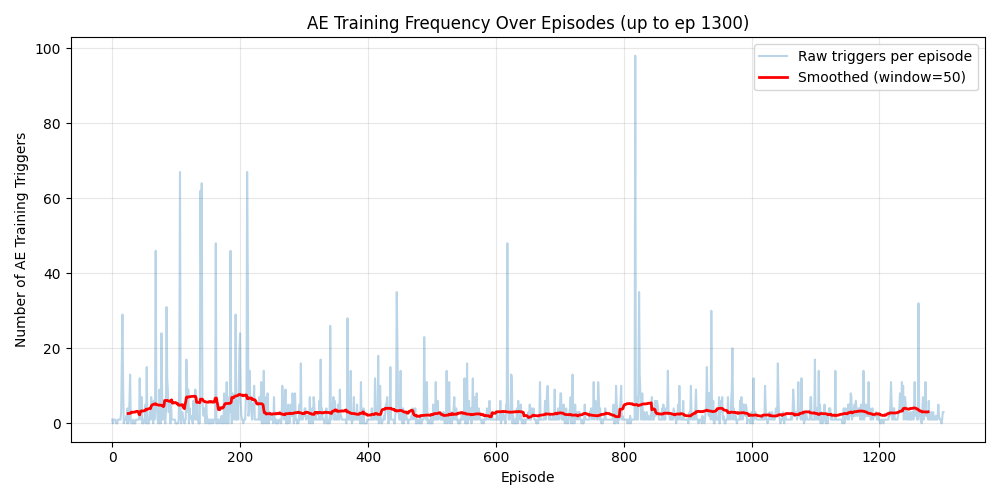 AE Training Frequency Over Episodes (up to ep 1300)
Raw triggers per episode
Smoothed (window=50)
Number of AE Training Triggers
100
80
60
40
20
0
0 200 400 600 800 1000 1200
Episode